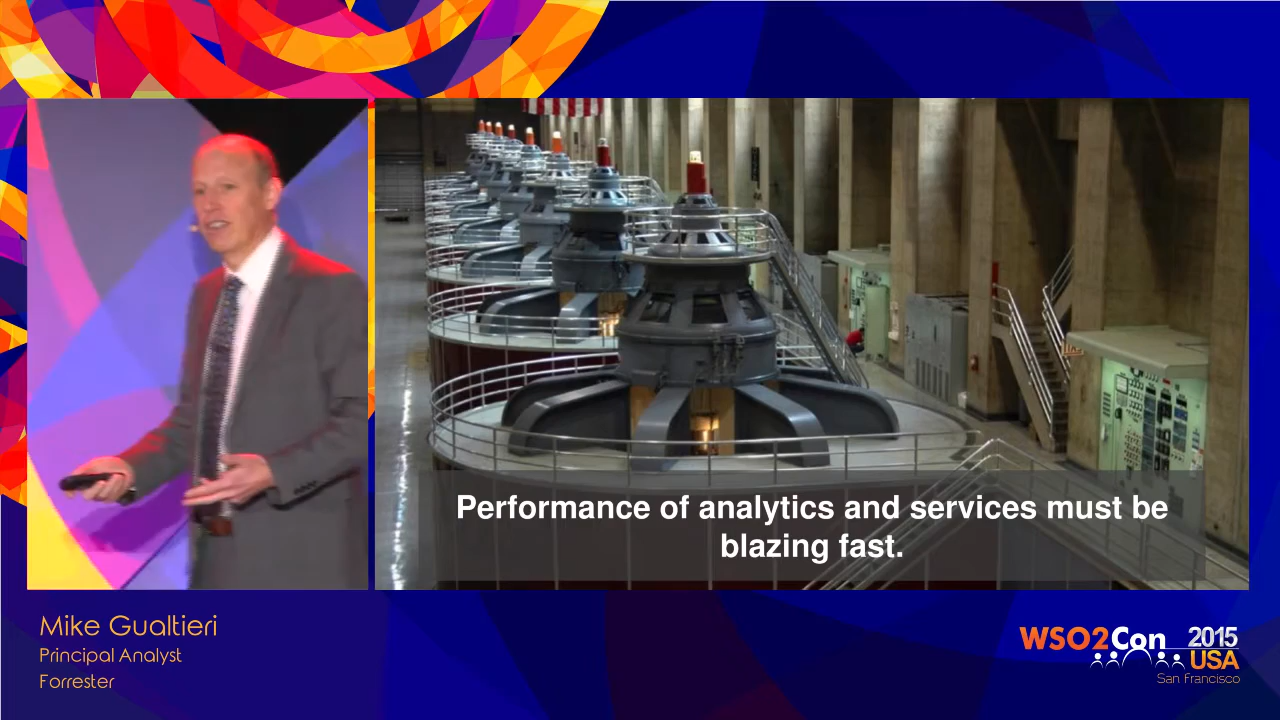 Performance of analytics and services must be
blazing fast.
Mike Gualtieri
Principal Analyst
Forrester
WSO2Con 2015
USA
San Francisco